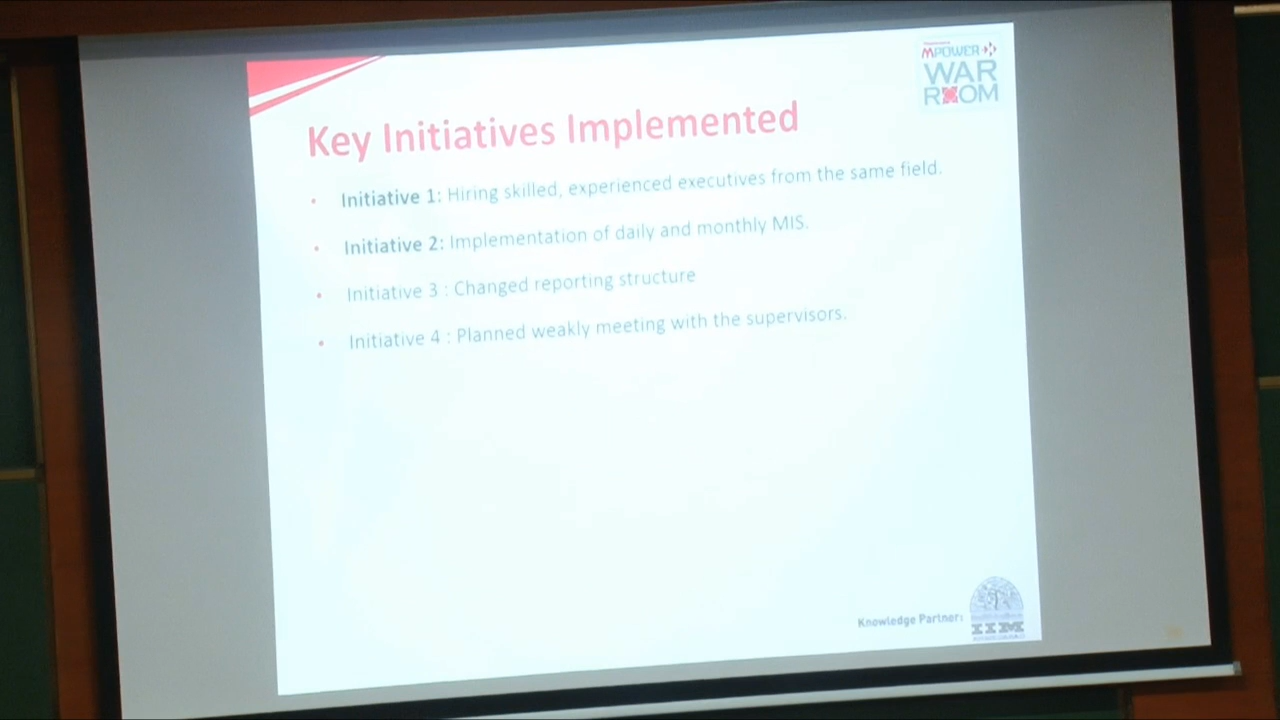 MPOWER
WAR
ROOM
Key Initiatives Implemented
• Initiative 1: Hiring skilled, experienced executives from the same field.
• Initiative 2: Implementation of daily and monthly MIS.
• Initiative 3 : Changed reporting structure
• Initiative 4 : Planned weakly meeting with the supervisors.
Knowledge Partner:
IIM